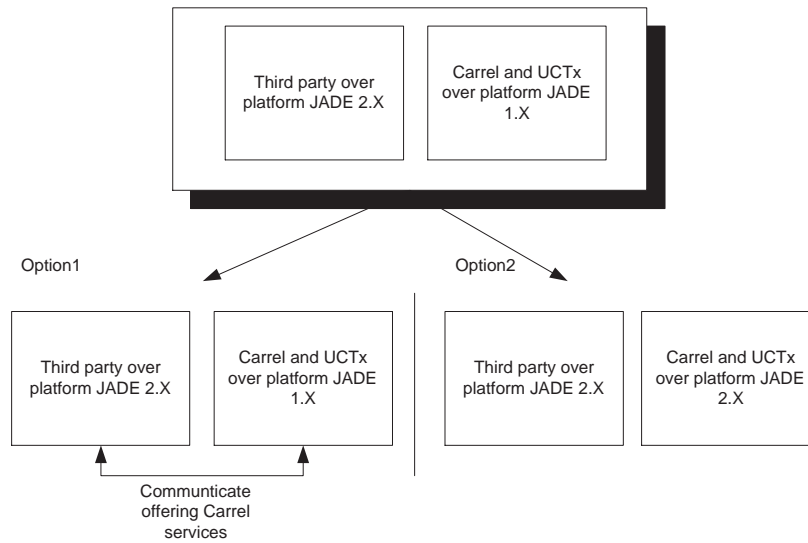 Third party over
platform JADE 2.X
Carrel and UCTx
over platform JADE
1.X
Option1
Option2
Third party over
platform JADE 2.X
Carrel and UCTx
over platform JADE
1.X
Third party over
platform JADE 2.X
Carrel and UCTx
over platform JADE
2.X
Communticate
offering Carrel
services